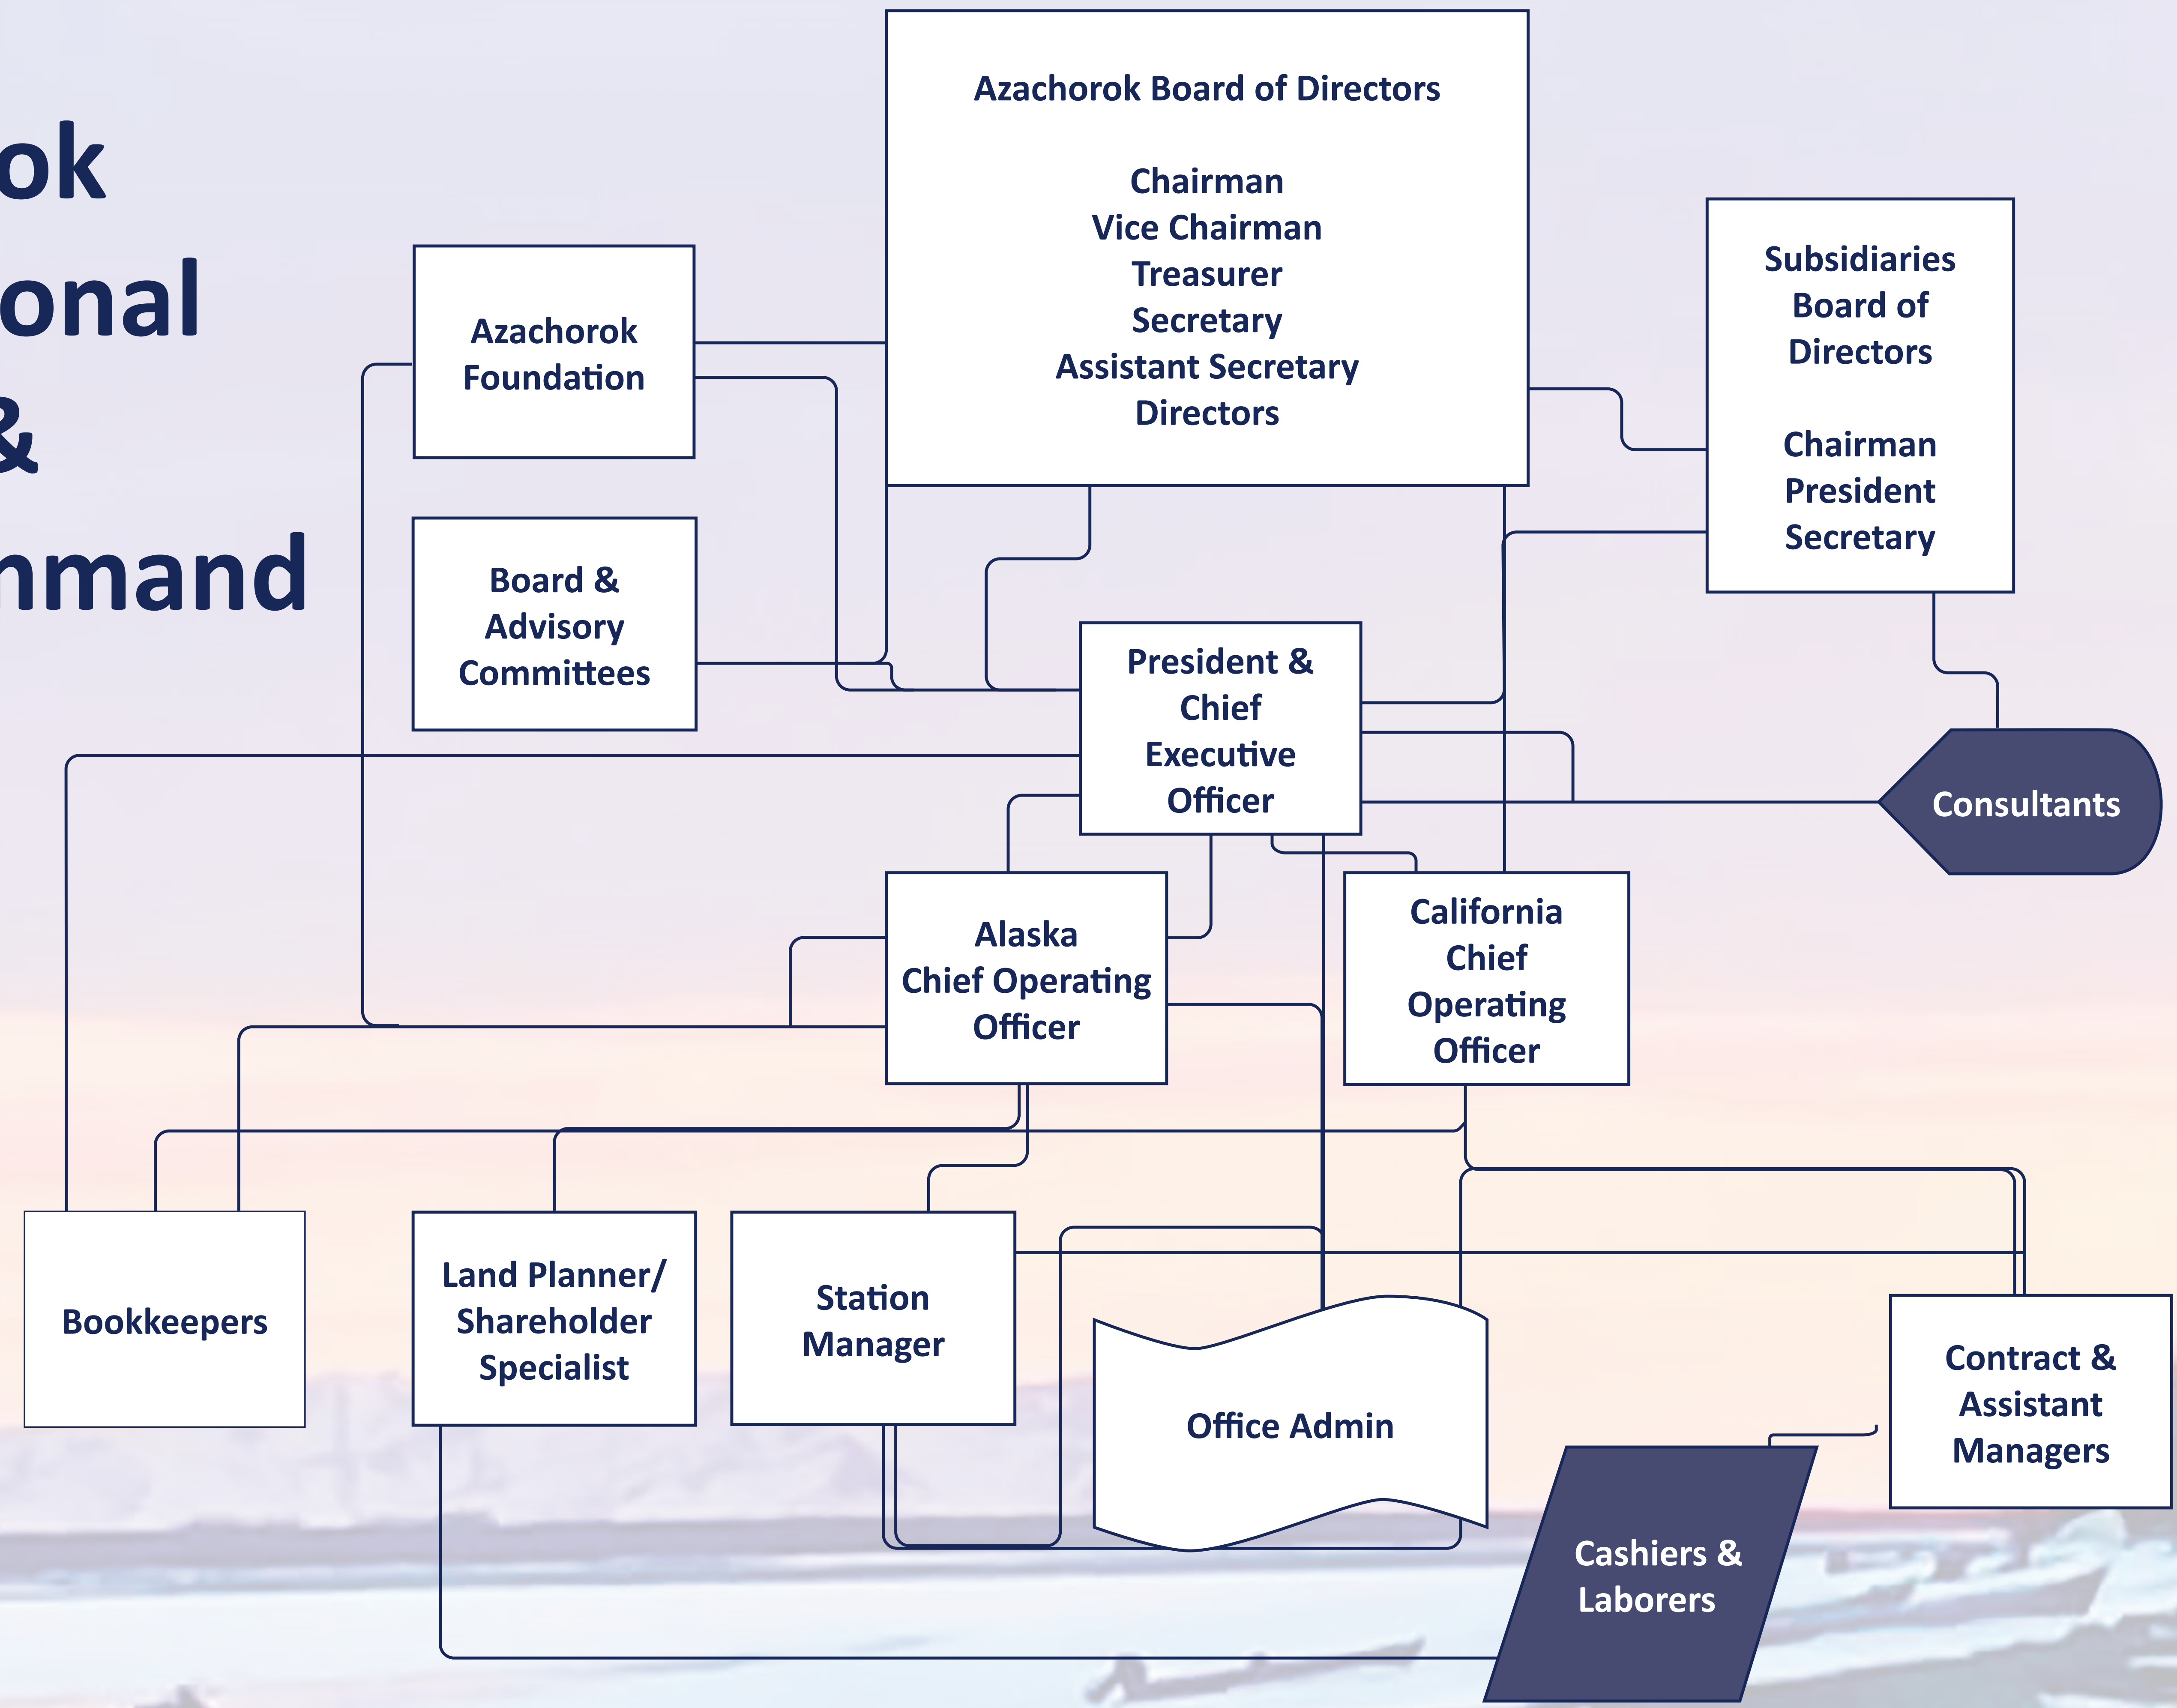 ok
onal
&
mmand
Azachorok Board of Directors
Chairman
Vice Chairman
Treasurer
Secretary
Assistant Secretary
Directors
Subsidiaries
Board of
Directors
Chairman
President
Secretary
Azachorok
Foundation
Board &
Advisory
Committees
President &
Chief
Executive
Officer
Consultants
Alaska
Chief Operating
Officer
California
Chief
Operating
Officer
Bookkeepers
Land Planner/
Shareholder
Specialist
Station
Manager
Office Admin
Contract &
Assistant
Managers
Cashiers &
Laborers